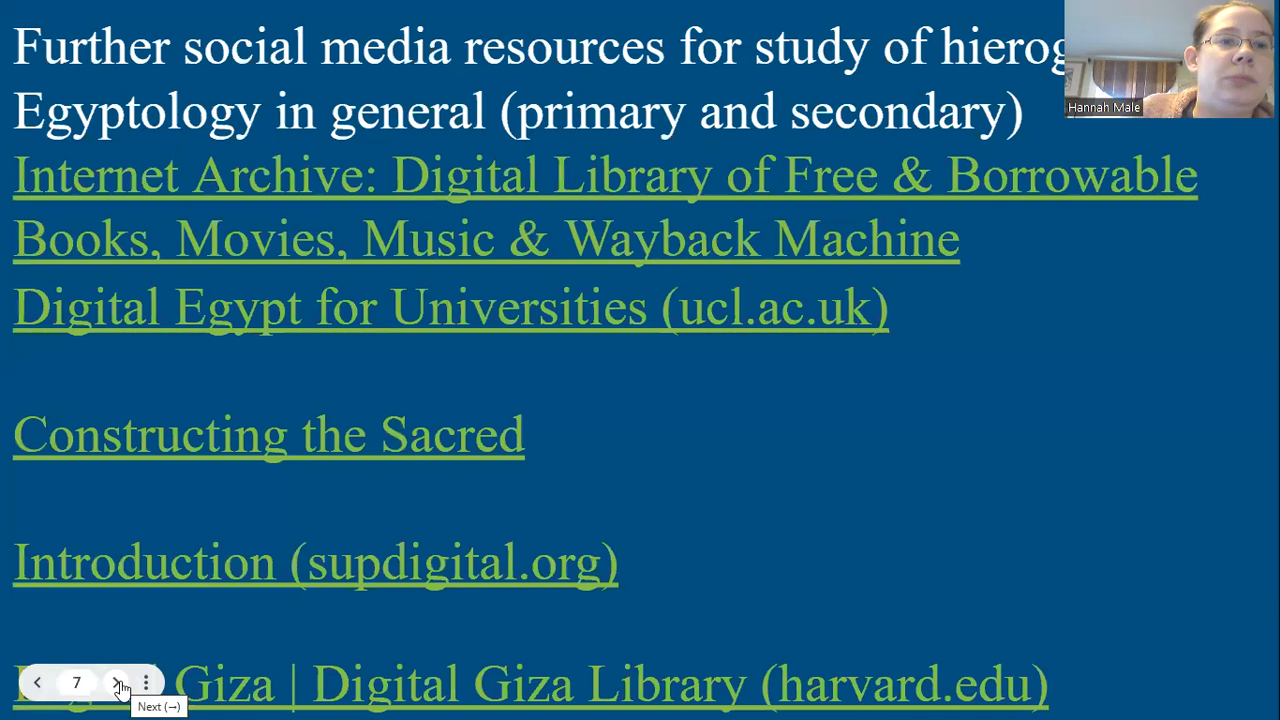 Further social media resources for study of hierog
Egyptology in general (primary and secondary)
Hannah Male
Internet Archive: Digital Library of Free & Borrowable
Books, Movies, Music & Wayback Machine
Digital Egypt for Universities (ucl.ac.uk)
Constructing the Sacred
Introduction (supdigital.org)
Giza | Digital Giza Library (harvard.edu)
7
Next (→)